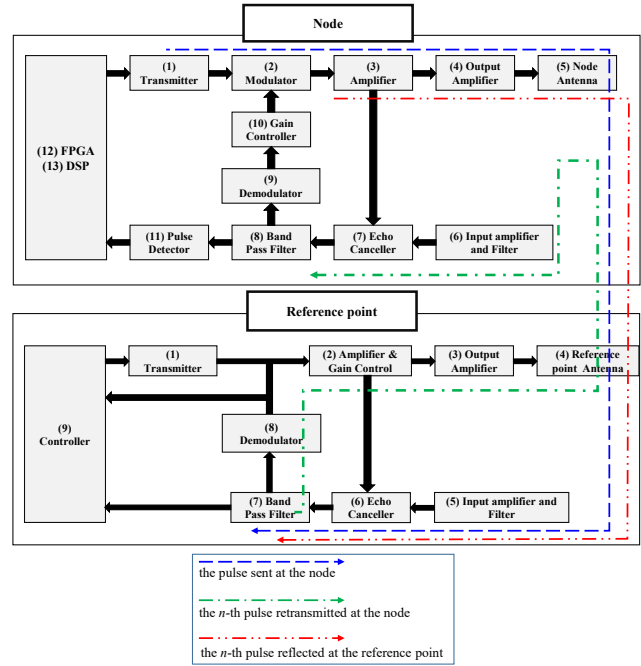 Node
(1)
Transmitter
(2)
Modulator
(3)
Amplifier
(4) Output
Amplifier
(5) Node
Antenna
(10) Gain
Controller
(12) FPGA
(13) DSP
(9)
Demodulator
(11) Pulse
Detector
(8) Band
Pass Filter
(7) Echo
Canceller
(6) Input amplifier
and Filter
Reference point
(1)
Transmitter
(2) Amplifier &
Gain Control
(3) Output
Amplifier
(4) Reference
point Antenna
(9)
Controller
(8)
Demodulator
(7) Band
Pass Filter
(6) Echo
Canceller
(5) Input amplifier and
Filter
the pulse sent at the node
the n-th pulse retransmitted at the node
the n-th pulse reflected at the reference point